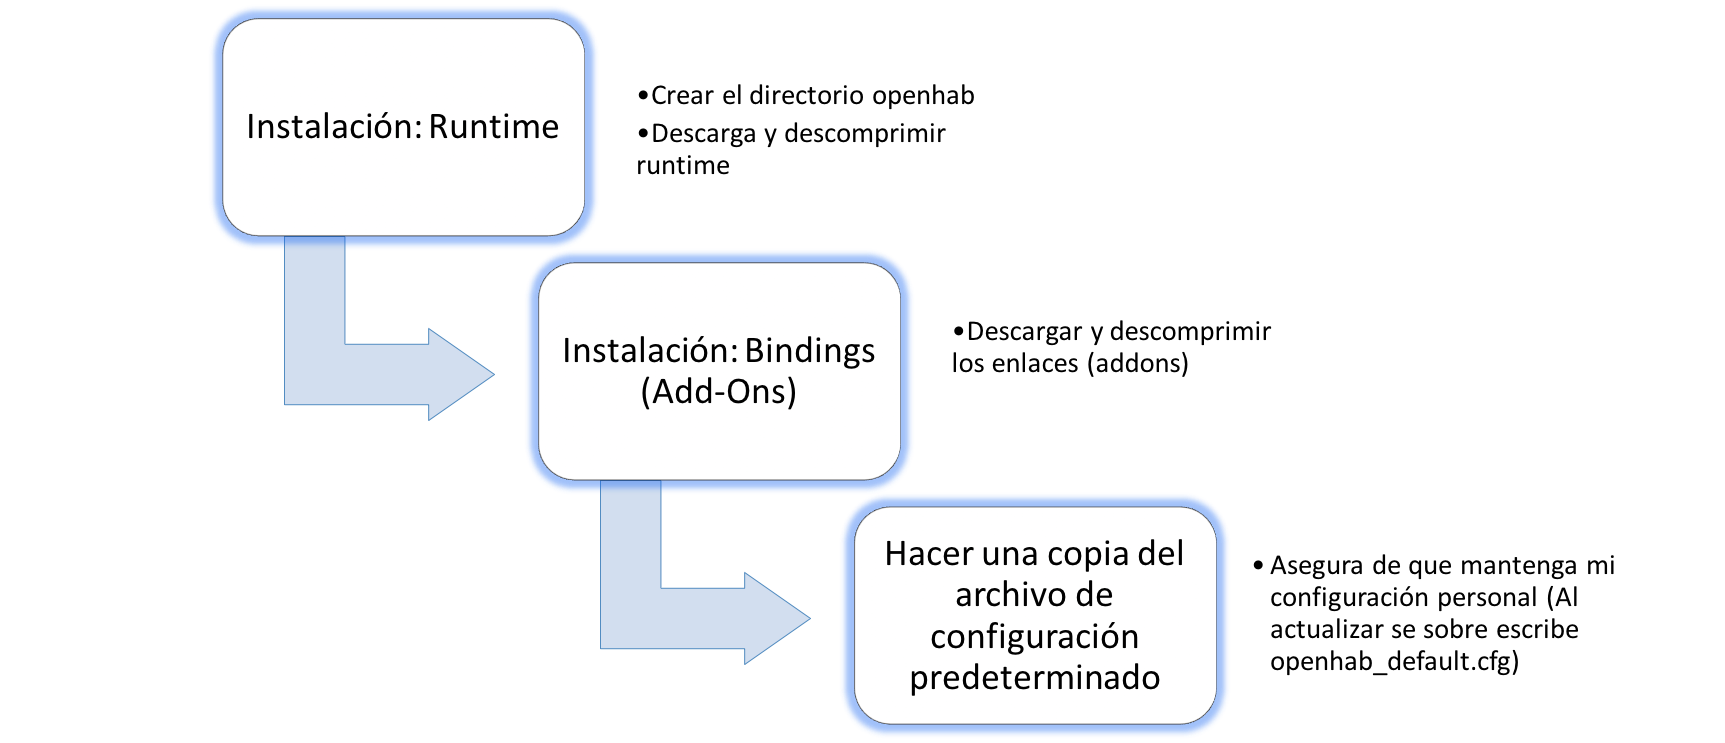 Instalación: Runtime
•Crear el directorio openhab
•Descarga y descomprimir
runtime
Instalación: Bindings
(Add-Ons)
•Descargar y descomprimir
los enlaces (addons)
Hacer una copia del
archivo de
configuración
predeterminado
• Asegura de que mantenga mi
configuración personal (Al
actualizar se sobre escribe
openhab_default.cfg)